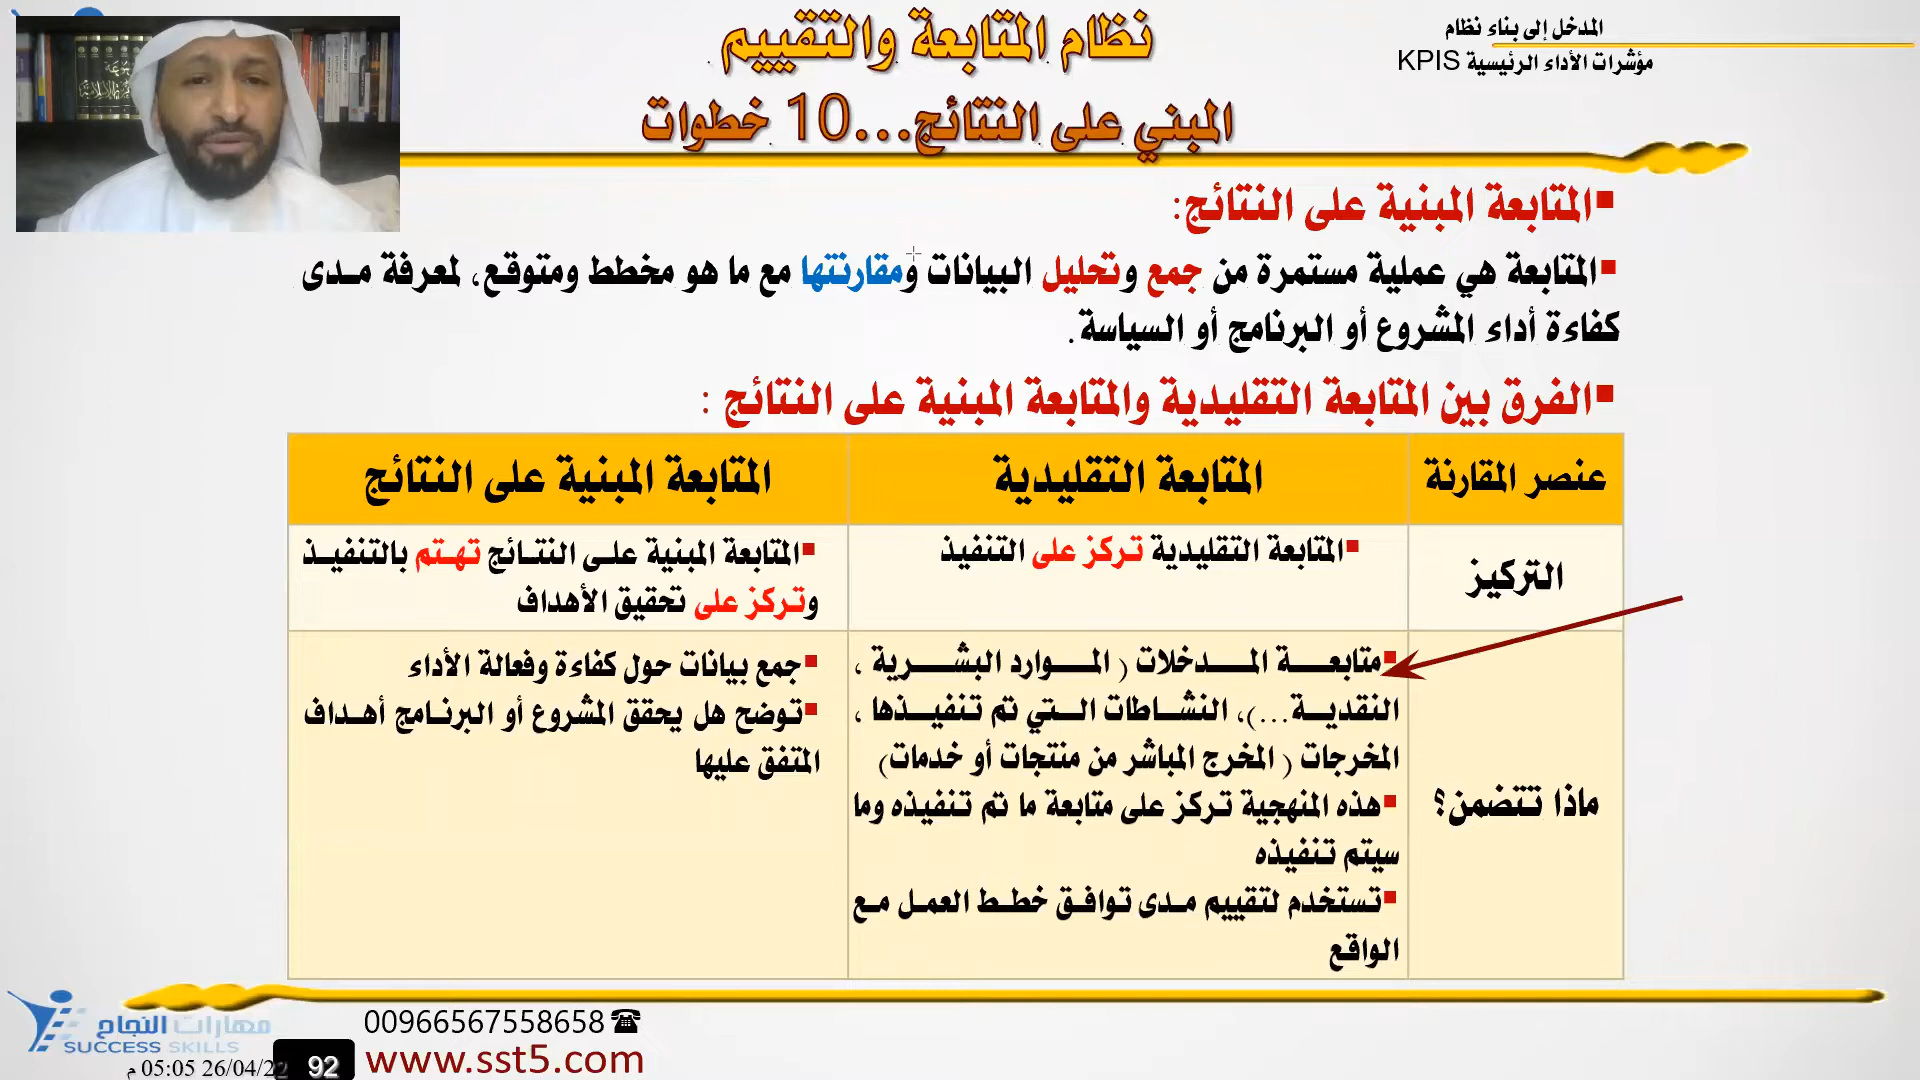 المدخل إلى بناء نظام
مؤشرات الأداء الرئيسية KPIS
نظام المتابعة والتقييم
المبني على النتائج...10 خطوات
المتابعة المبنية على النتائج:
المتابعة هي عملية مستمرة من جمع وتحليل البيانات ومقارنتها مع ما هو مخطط ومتوقع، لمعرفة مدى
كفاءة أداء المشروع أو البرنامج أو السياسة.
الفرق بين المتابعة التقليدية والمتابعة المبنية على النتائج :
عنصر المقارنة
المتابعة التقليدية
المتابعة المبنية على النتائج
التركيز
المتابعة التقليدية تركز على التنفيذ
المتابعة المبنية على النتائج تهتم بالتنفيذ
وتركز على تحقيق الأهداف
ماذا تتضمن؟
متابعة المدخلات ( الموارد البشرية ،
النقدية...)، النشاطات التي تم تنفيذها ،
المخرجات ( المخرج المباشر من منتجات أو خدمات)
هذه المنهجية تركز على متابعة ما تم تنفيذه وما
سيتم تنفيذه
تستخدم لتقييم مدى توافق خطط العمل مع
الواقع
جمع بيانات حول كفاءة وفعالة الأداء
توضح هل يحقق المشروع أو البرنامج أهداف
المتفق عليها
مهارات النجاح
SUCCESS SKILLS
00966567558658
www.sst5.com
05:05 26/04/22 م
92